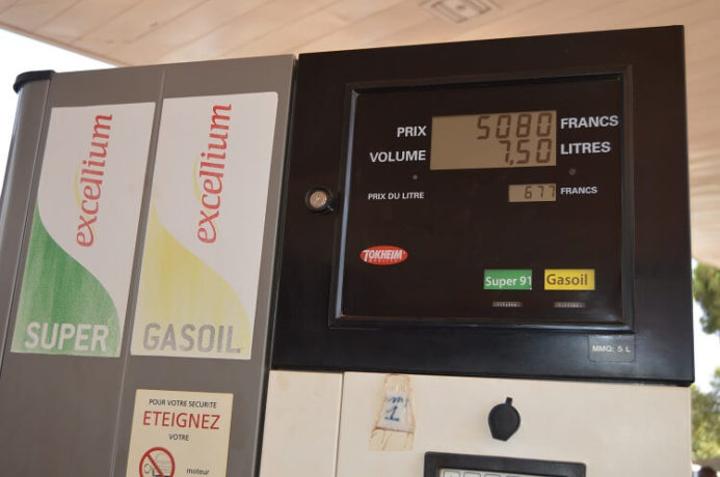 excellium
SUPER
excellium
GASOIL
POUR VOTRE SECURITE
ETEIGNEZ
VOTRE
moteur
PRIX 5080 FRANCS
VOLUME 7,50 LITRES
PRIX DU LITRE 677 FRANCS
TOKHEIM
Super 91 Gasoil
MMQ: 5 L
1